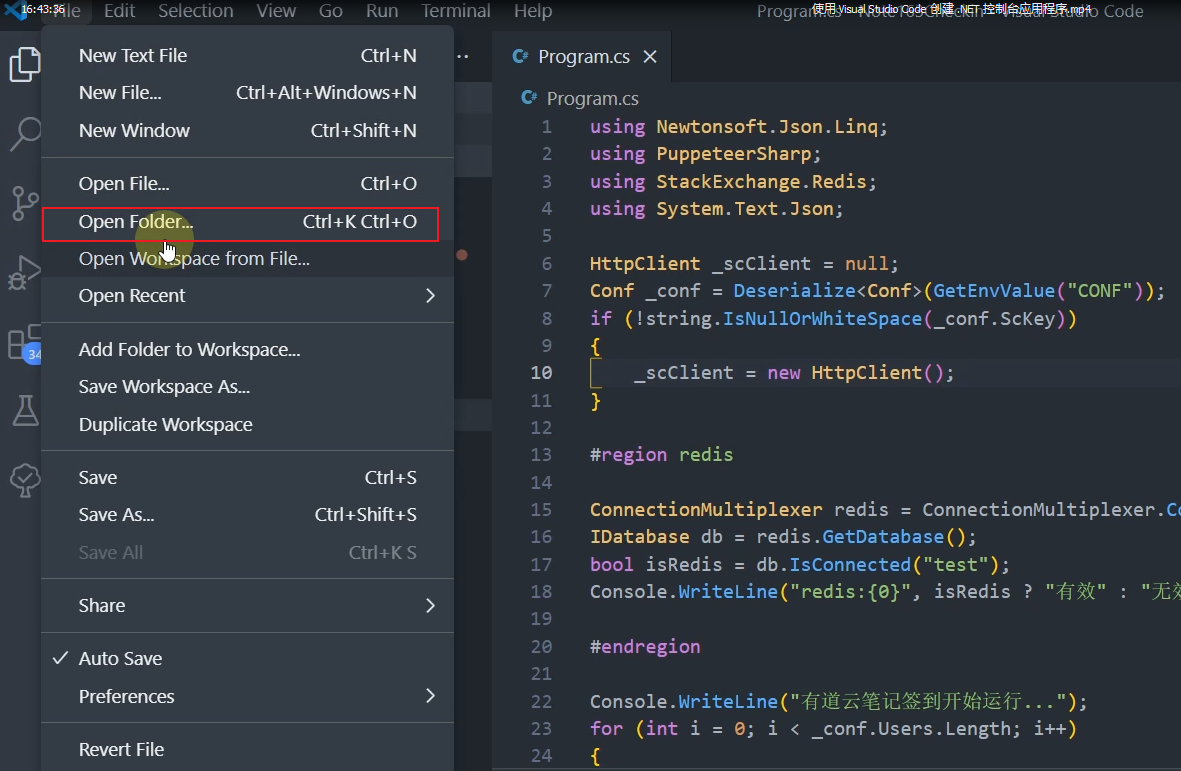 16:43:36
使用 Visual Studio Code 创建 .NET 控制台应用程序.mp4
Edit Selection View Go Run Terminal Help
Code
New Text File Ctrl+N
New File... Ctrl+Alt+Windows+N
New Window Ctrl+Shift+N
Open File... Ctrl+O
Open Folder... Ctrl+K Ctrl+O
Open Workspace from File...
Open Recent
Add Folder to Workspace...
Save Workspace As...
Duplicate Workspace
Save Ctrl+S
Save As... Ctrl+Shift+S
Save All Ctrl+K S
Share
Auto Save
Preferences
Revert File
34
Program.cs
Program.cs
1 using Newtonsoft.Json.Linq;
2 using PuppeteerSharp;
3 using StackExchange.Redis;
4 using System.Text.Json;
5
6 HttpClient _scClient = null;
7 Conf _conf = Deserialize<Conf>(GetEnvValue("CONF"));
8 if (!string.IsNullOrWhiteSpace(_conf.ScKey))
9 {
10 _scClient = new HttpClient();
11 }
12
13 #region redis
14
15 ConnectionMultiplexer redis = ConnectionMultiplexer.Co
16 IDatabase db = redis.GetDatabase();
17 bool isRedis = db.IsConnected("test");
18 Console.WriteLine("redis:{0}", isRedis ? "有效" : "无效
19
20 #endregion
21
22 Console.WriteLine("有道云笔记签到开始运行...");
23 for (int i = 0; i < _conf.Users.Length; i++)
24 {